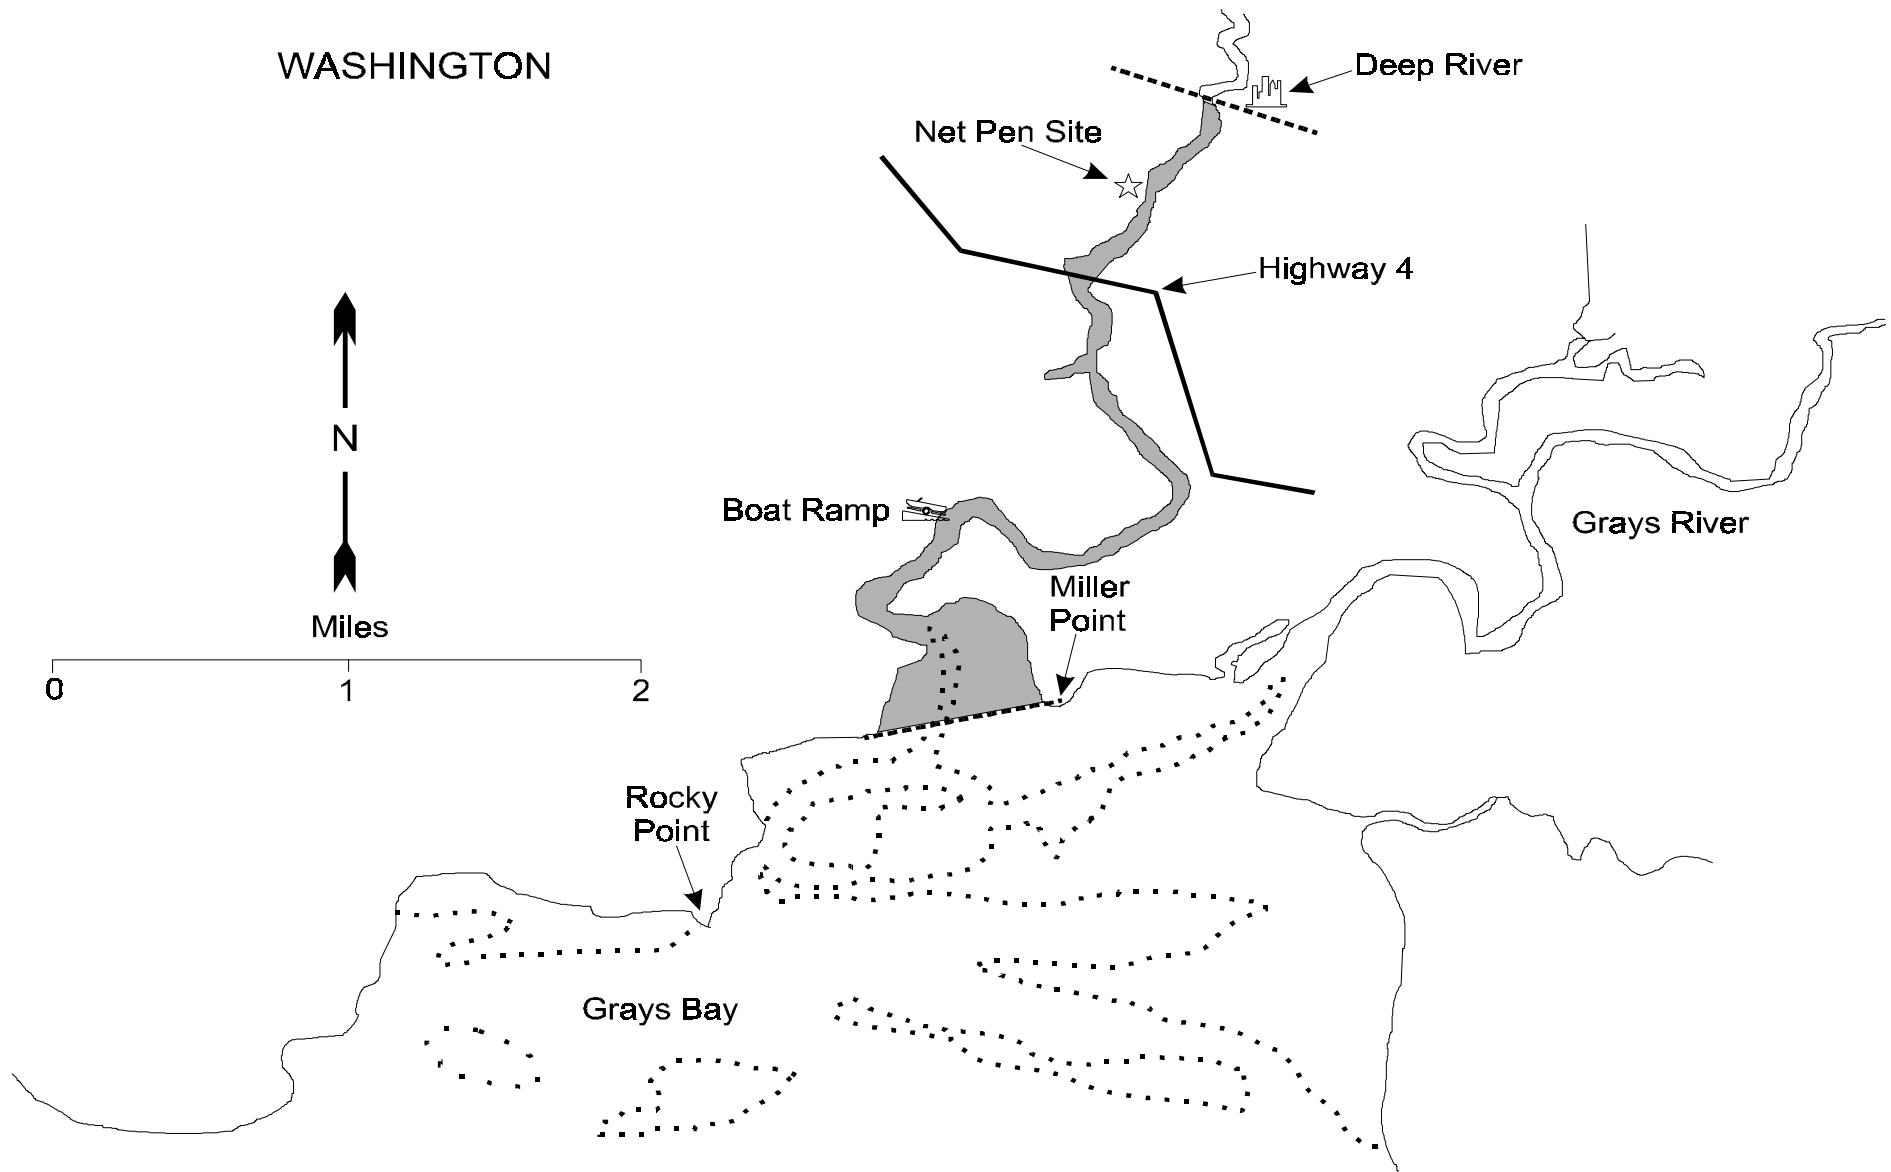 WASHINGTON
Deep River
Net Pen Site
Highway 4
N
Boat Ramp
Grays River
Miller
Point
Miles
0 1 2
Rocky
Point
Grays Bay